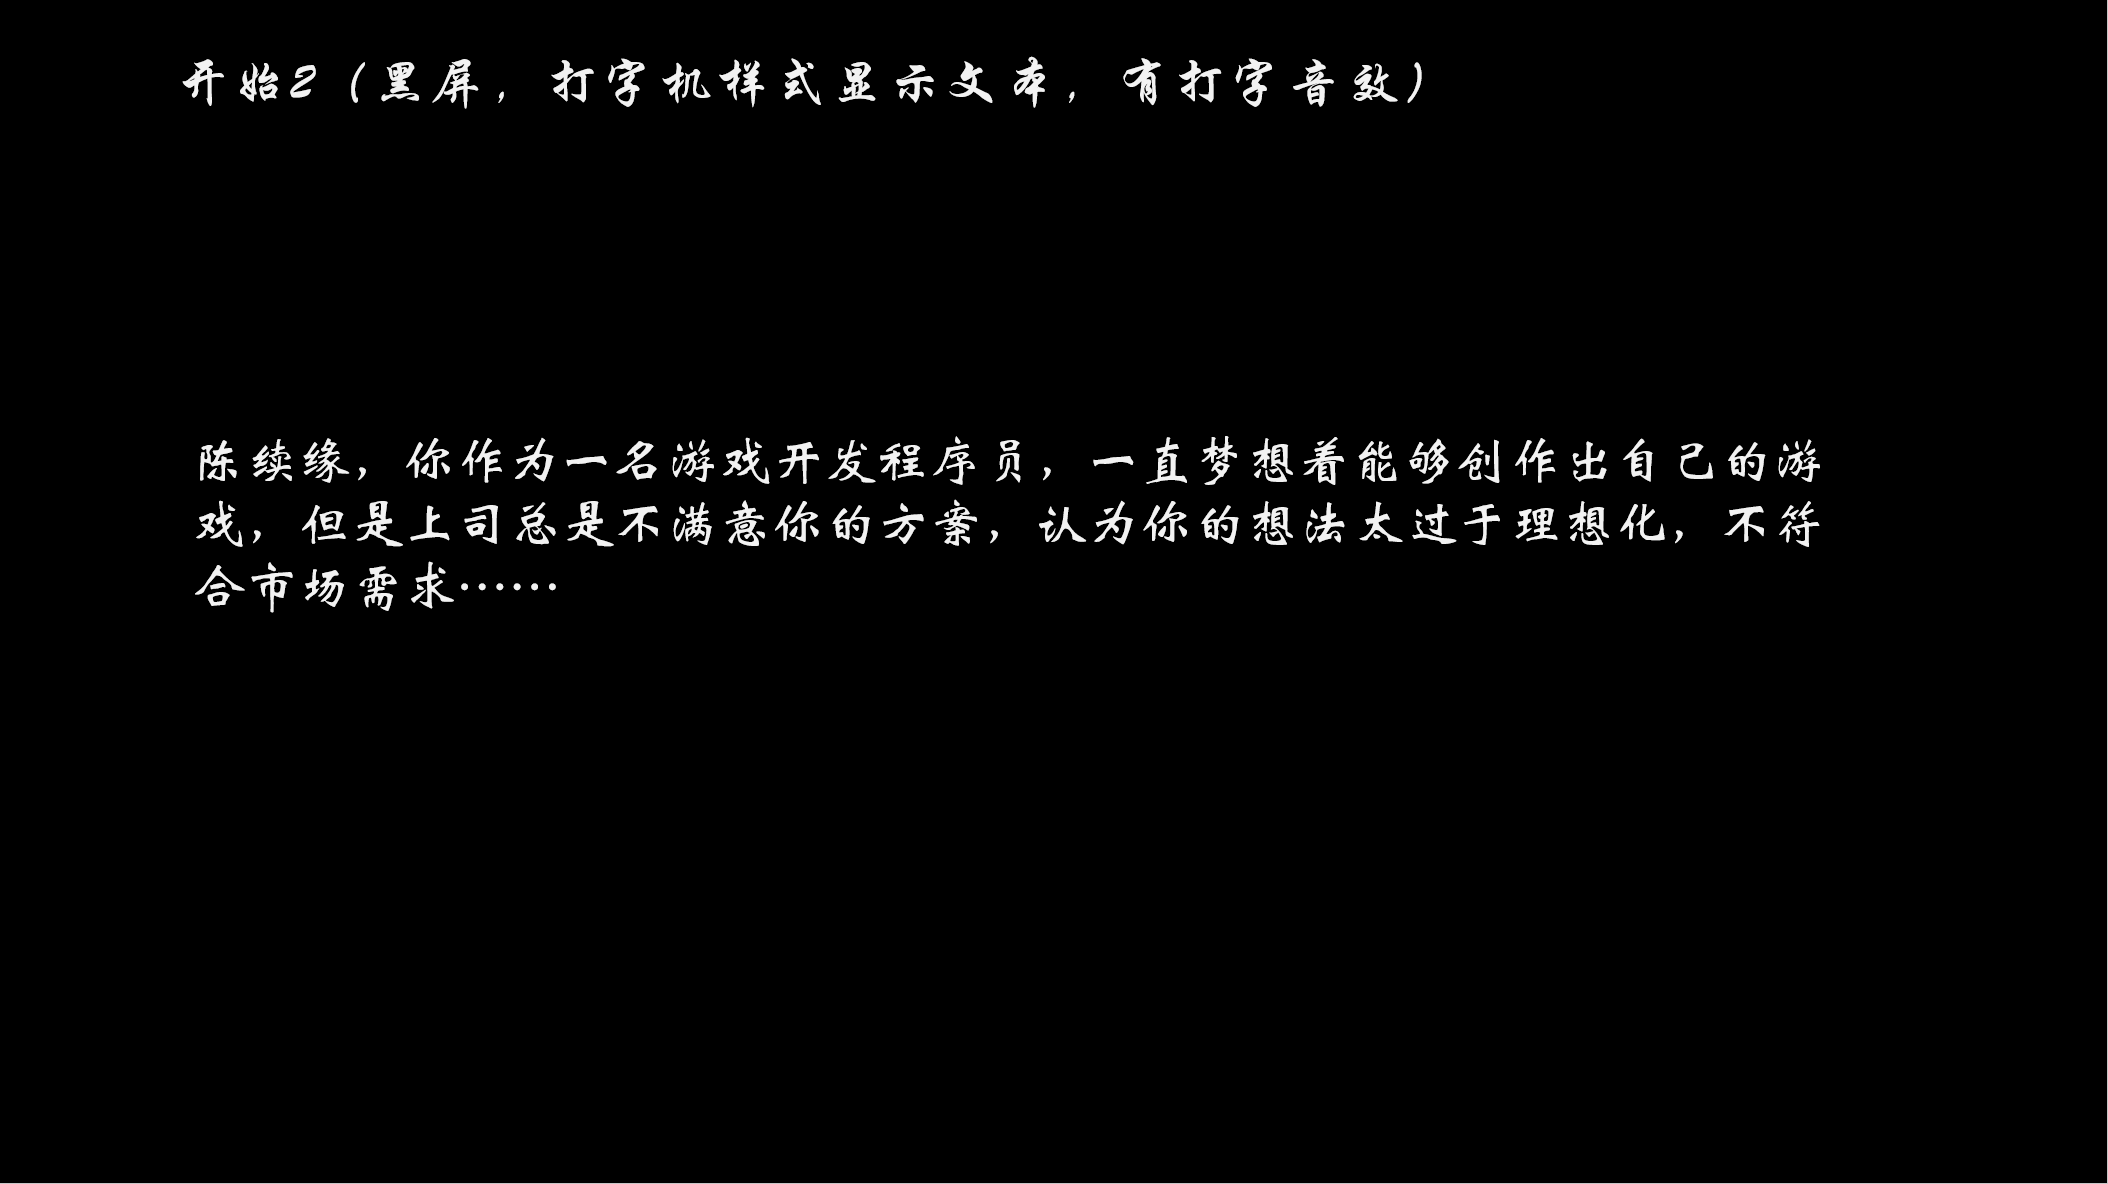 开始2（黑屏，打字机样式显示文本，有打字音效）
陈续缘，你作为一名游戏开发程序员，一直梦想着能够创作出自己的游
戏，但是上司总是不满意你的方案，认为你的想法太过于理想化，不符
合市场需求……